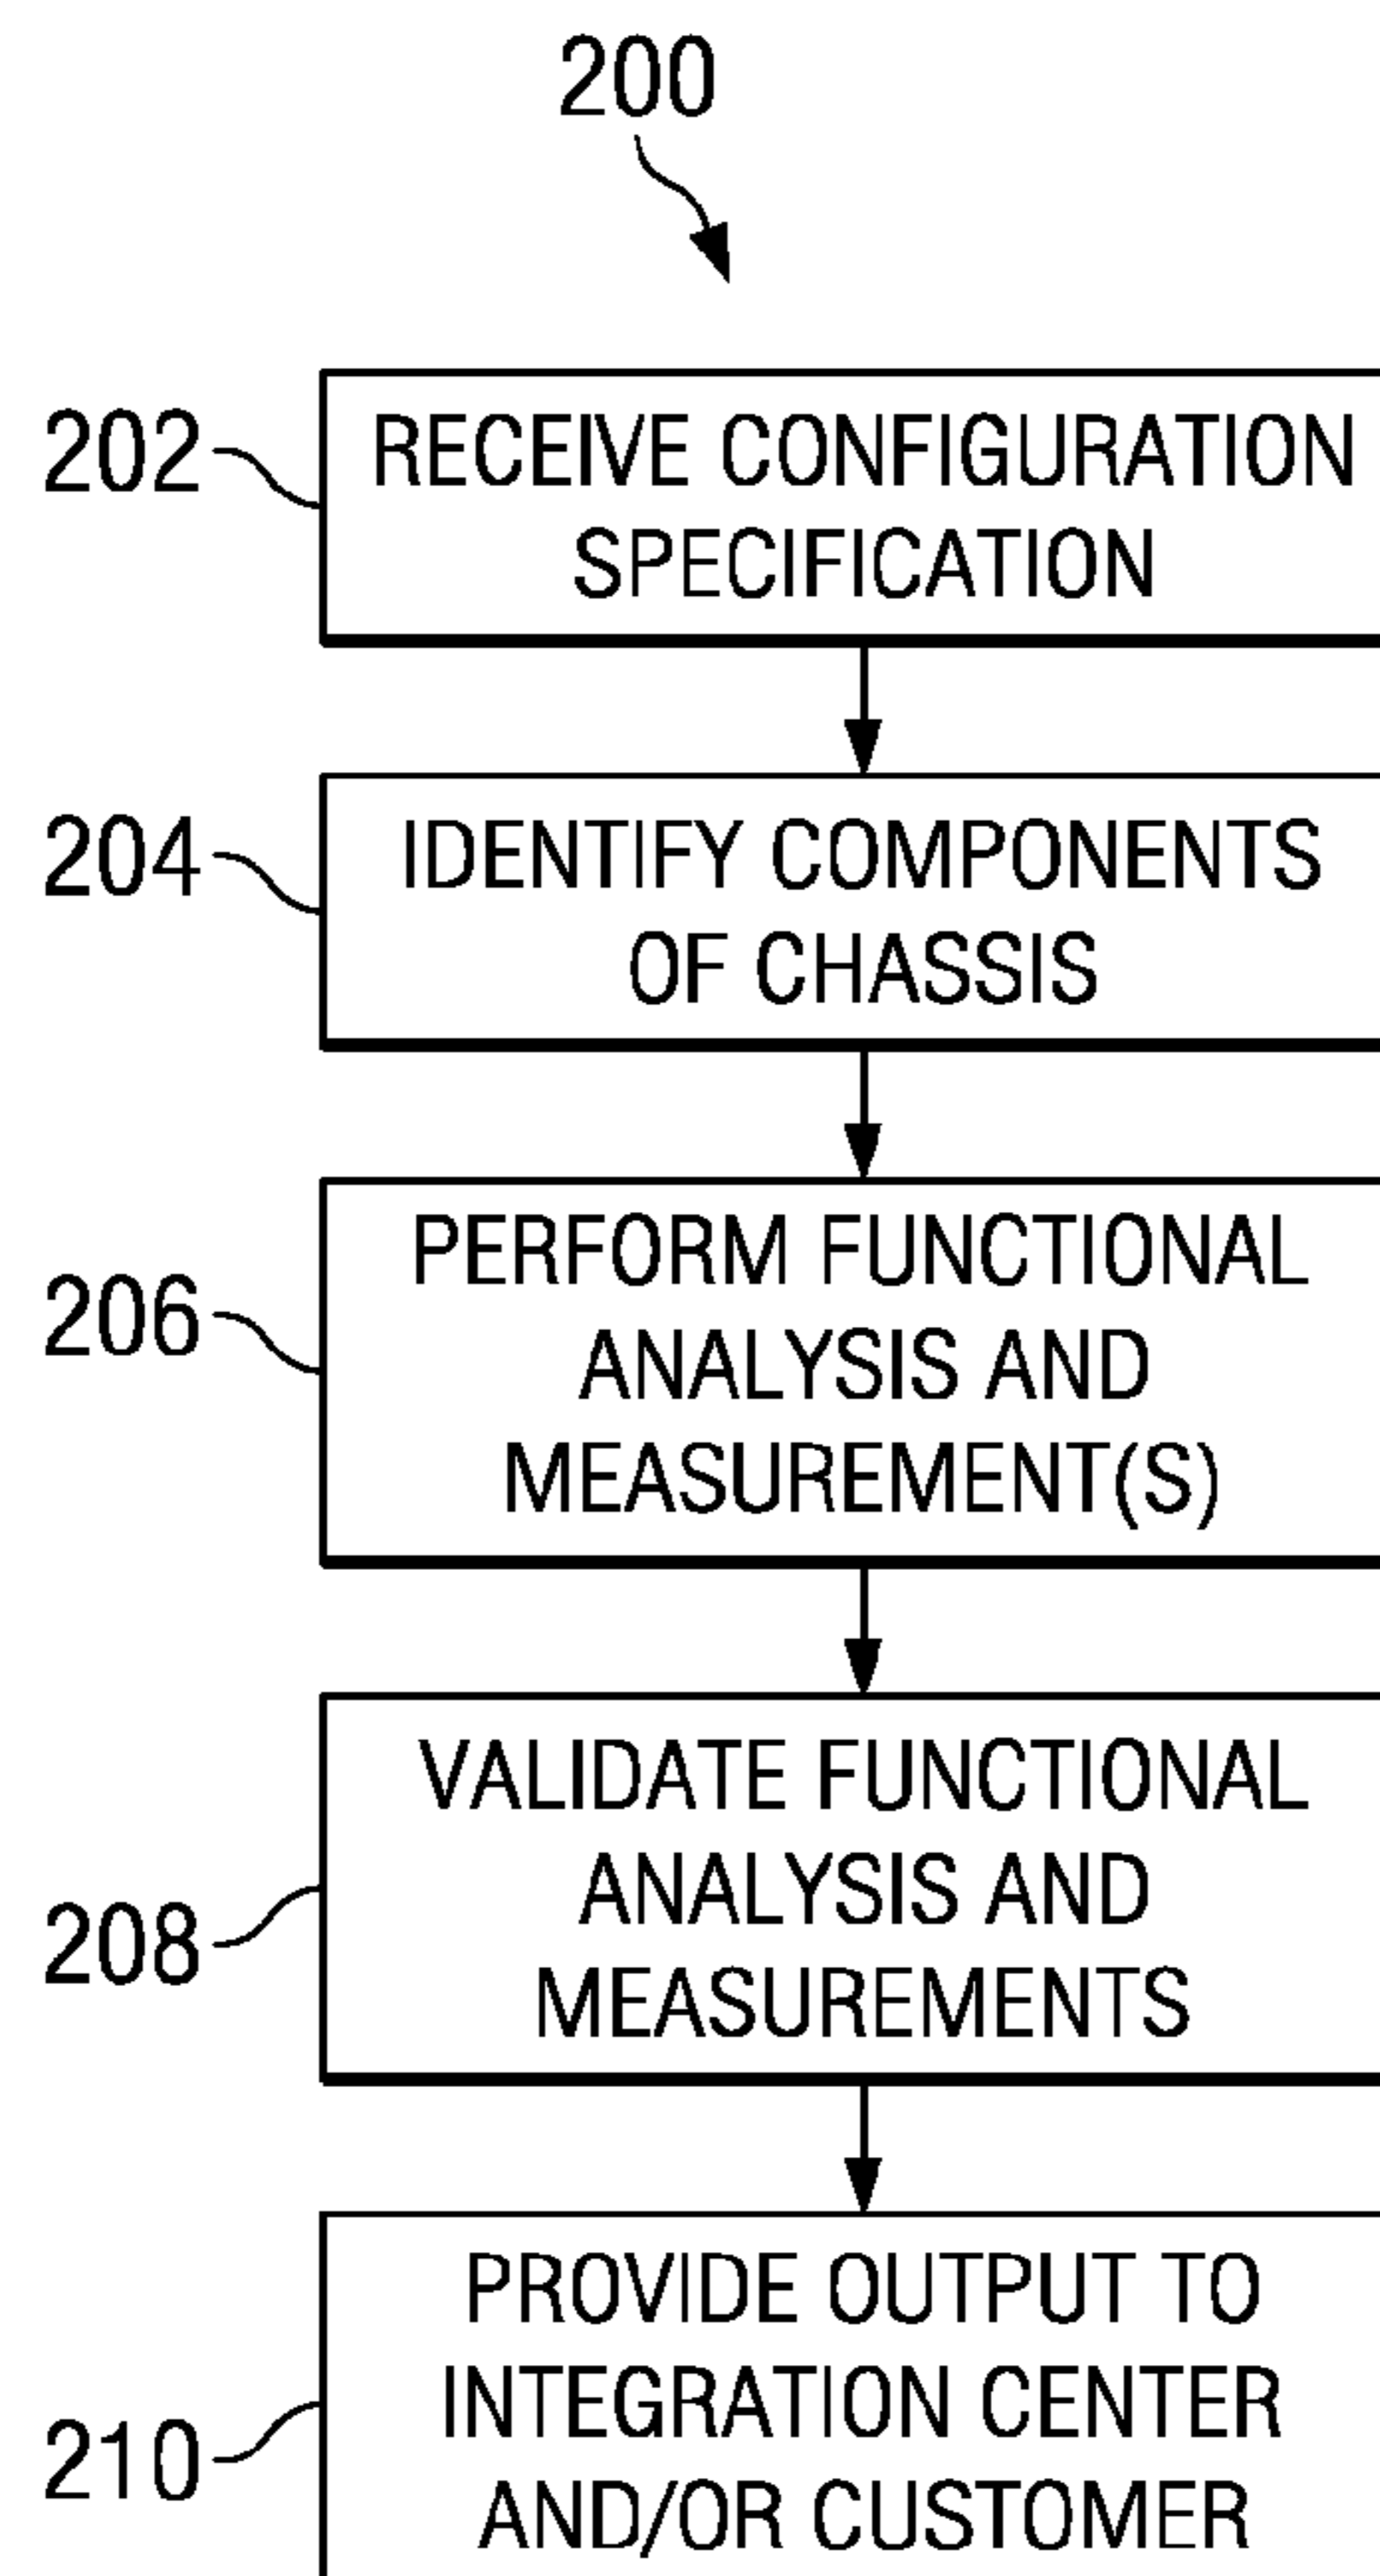 200
202
RECEIVE CONFIGURATION
SPECIFICATION
204
IDENTIFY COMPONENTS
OF CHASSIS
206
PERFORM FUNCTIONAL
ANALYSIS AND
MEASUREMENT(S)
208
VALIDATE FUNCTIONAL
ANALYSIS AND
MEASUREMENTS
210
PROVIDE OUTPUT TO
INTEGRATION CENTER
AND/OR CUSTOMER